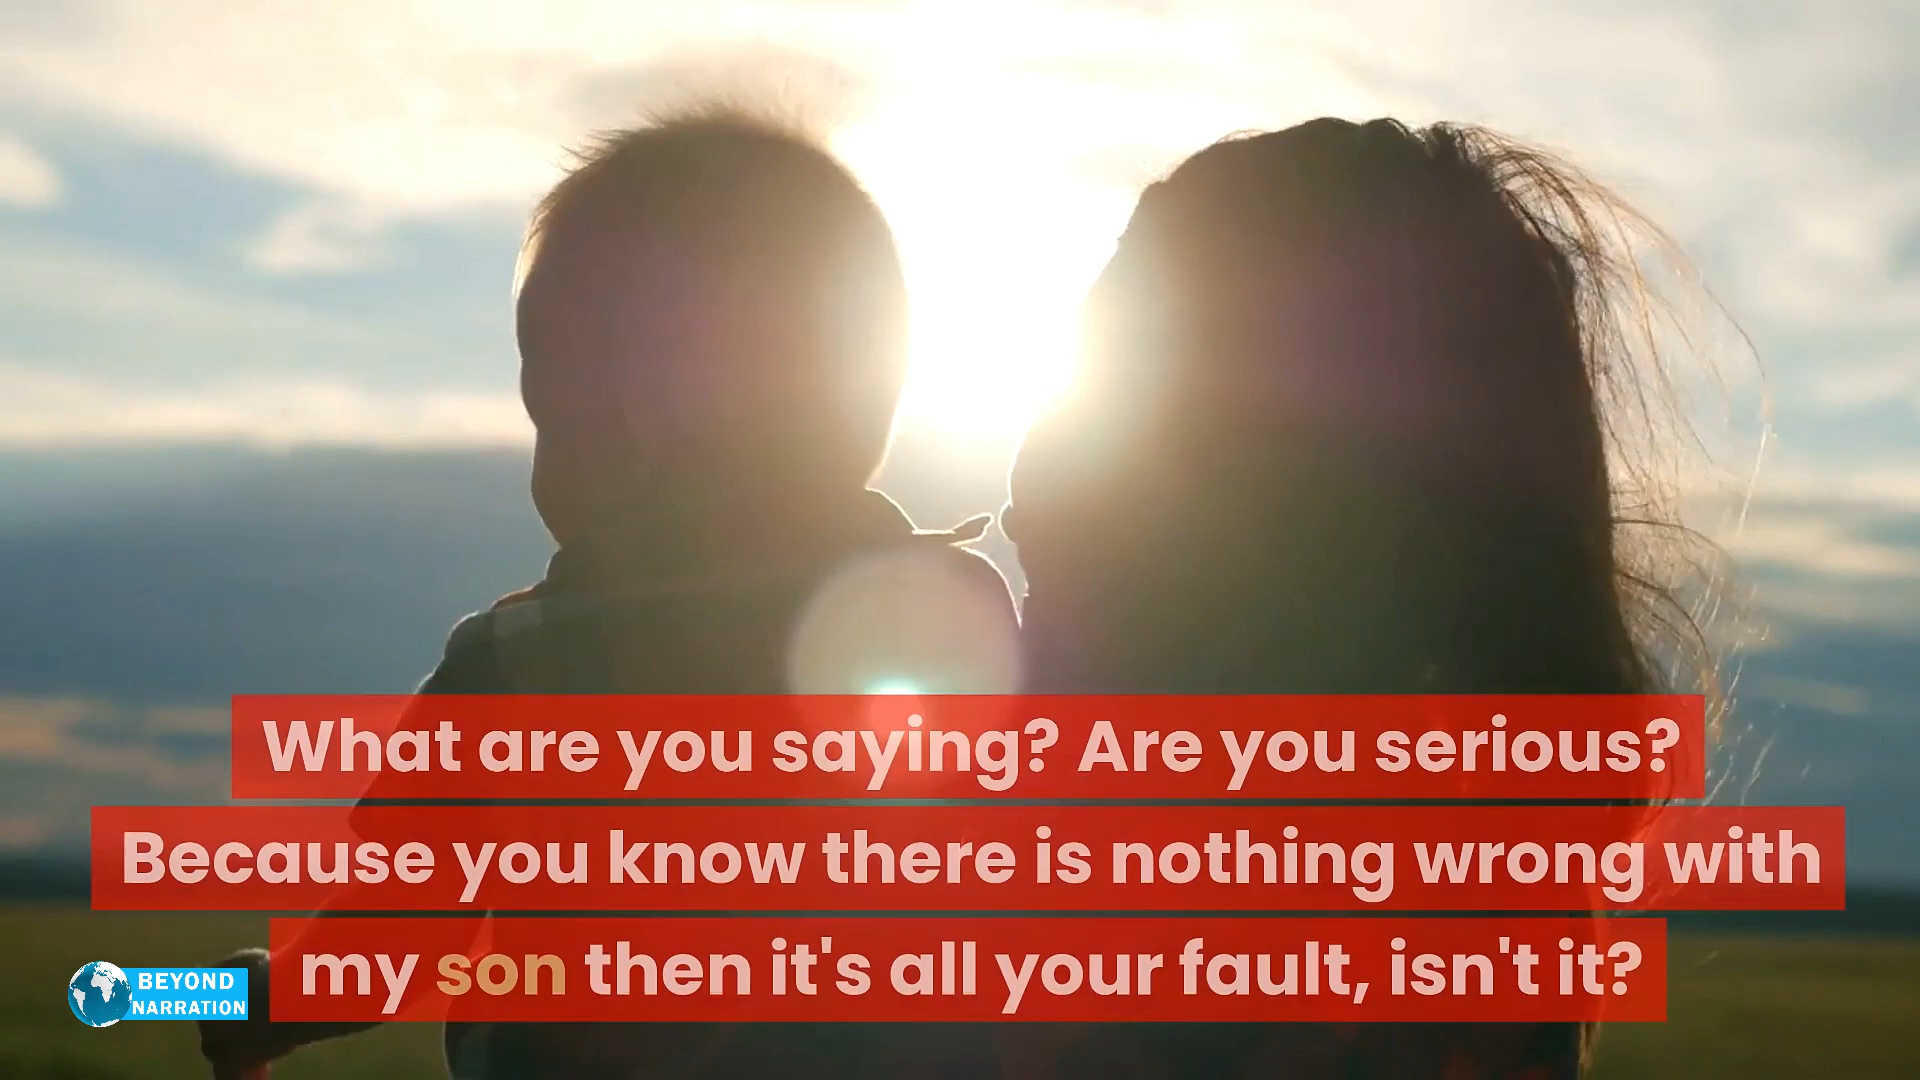 What are you saying? Are you serious?
Because you know there is nothing wrong with
my son then it's all your fault, isn't it?
BEYOND
NARRATION